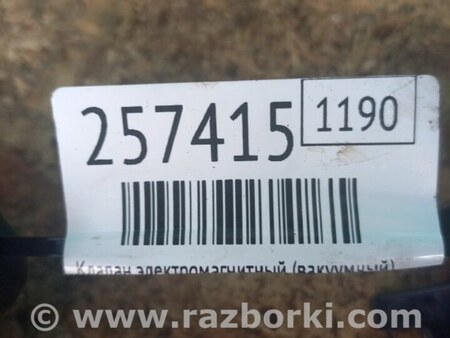 257415 1190
Клапан электромагнитный (вакуумный)
© www.razborki.com